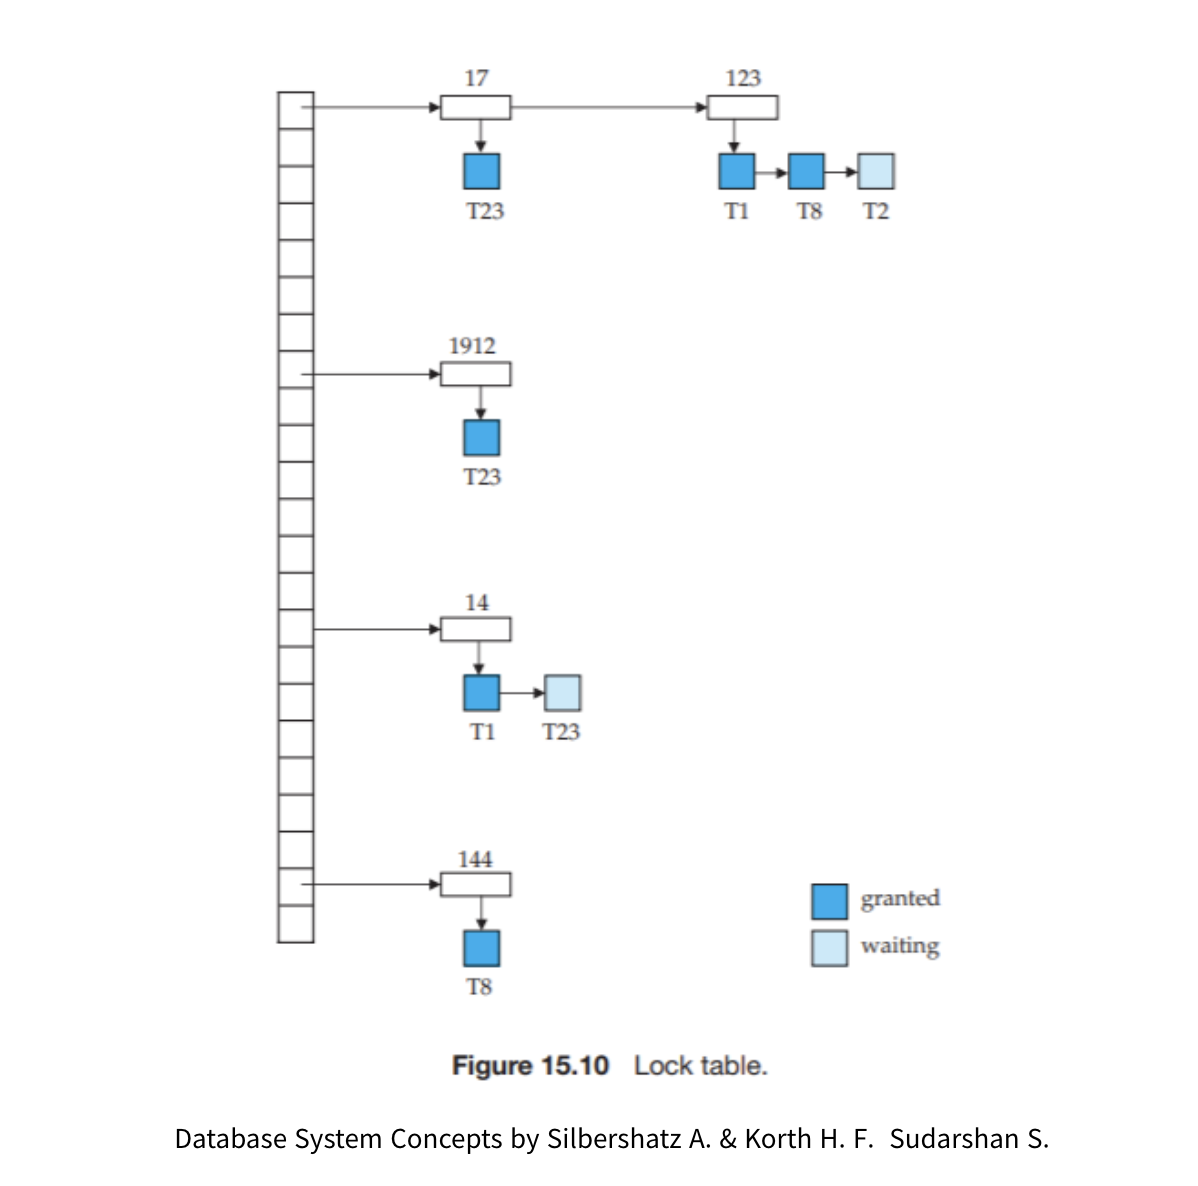 17 123
T23 T1 T8 T2
1912
T23
14
T1 T23
144
granted
waiting
T8
Figure 15.10 Lock table.
Database System Concepts by Silbershatz A. & Korth H. F. Sudarshan S.